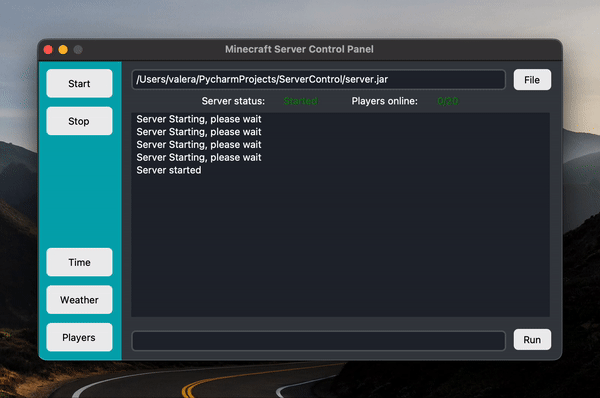 Minecraft Server Control Panel
Start
/Users/valera/PycharmProjects/ServerControl/server.jar
File
Server status: Started Players online: 0/20
Stop
Server Starting, please wait
Server Starting, please wait
Server Starting, please wait
Server Starting, please wait
Server started
Time
Weather
Players
Run